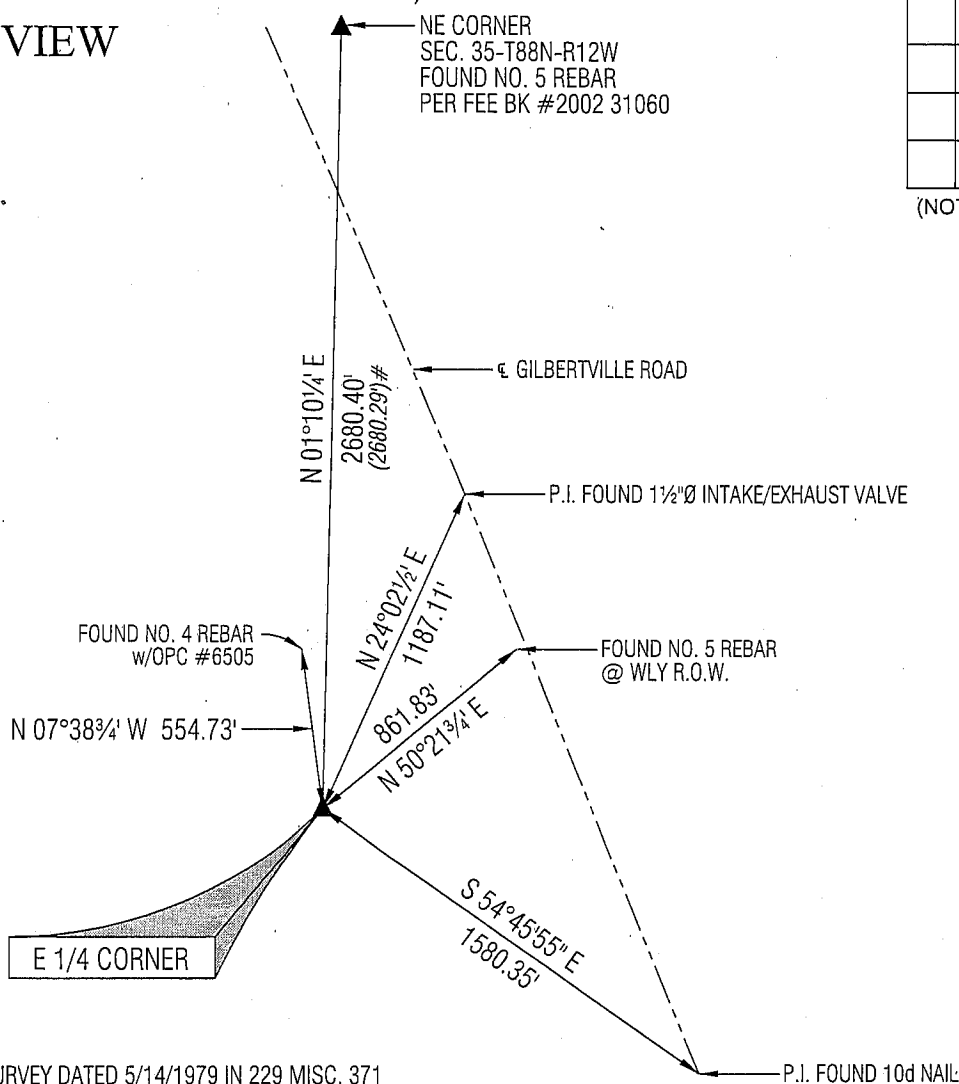 VIEW
NE CORNER
SEC. 35-T88N-R12W
FOUND NO. 5 REBAR
PER FEE BK #2002 31060
(NOT
N 01°10¼' E
2680.40'
(2680.29')#
℄ GILBERTVILLE ROAD
P.I. FOUND 1½"Ø INTAKE/EXHAUST VALVE
N 24°02½' E
1187.11'
FOUND NO. 4 REBAR
w/OPC #6505
FOUND NO. 5 REBAR
@ WLY R.O.W.
861.83'
N 50°21¾' E
N 07°38¾' W 554.73'
S 54°45'55" E
1580.35'
E 1/4 CORNER
URVEY DATED 5/14/1979 IN 229 MISC. 371
P.I. FOUND 10d NAIL